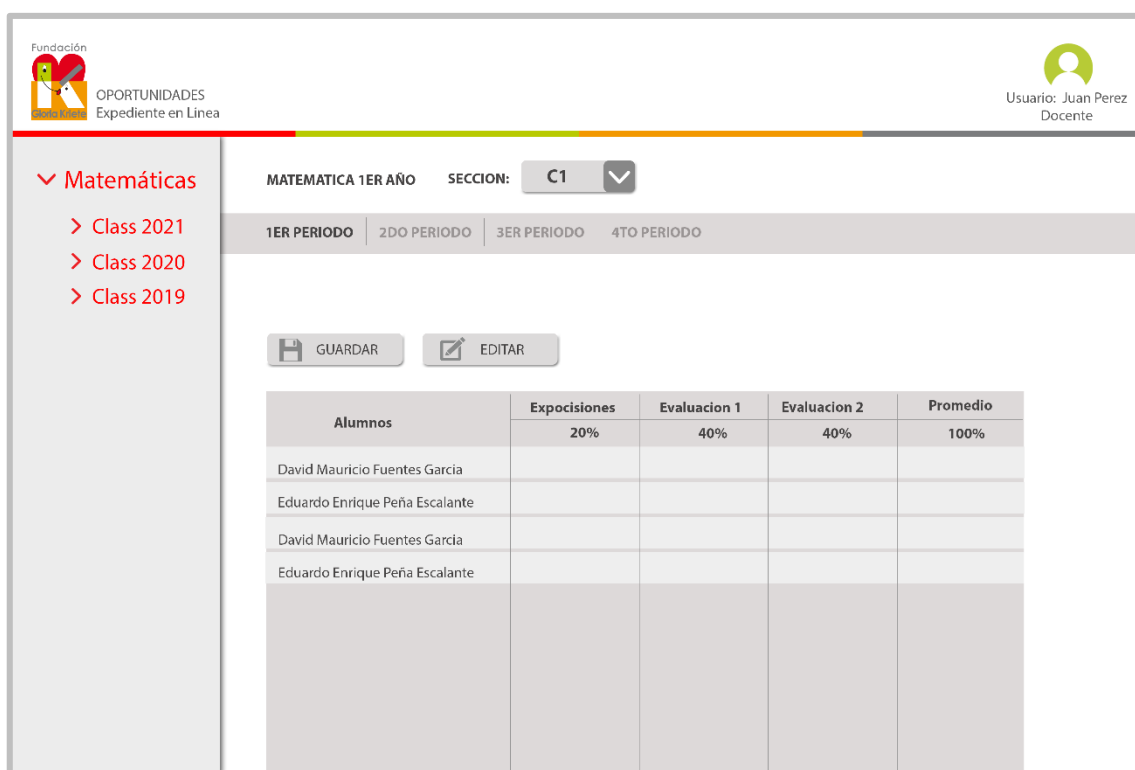 Fundación
Gloria Kriete
OPORTUNIDADES
Expediente en Linea
Usuario: Juan Perez
Docente
Matemáticas
Class 2021
Class 2020
Class 2019
MATEMATICA 1ER AÑO SECCION: C1
1ER PERIODO 2DO PERIODO 3ER PERIODO 4TO PERIODO
GUARDAR EDITAR
Alumnos Expocisiones Evaluacion 1 Evaluacion 2 Promedio
20% 40% 40% 100%
David Mauricio Fuentes Garcia
Eduardo Enrique Peña Escalante
David Mauricio Fuentes Garcia
Eduardo Enrique Peña Escalante